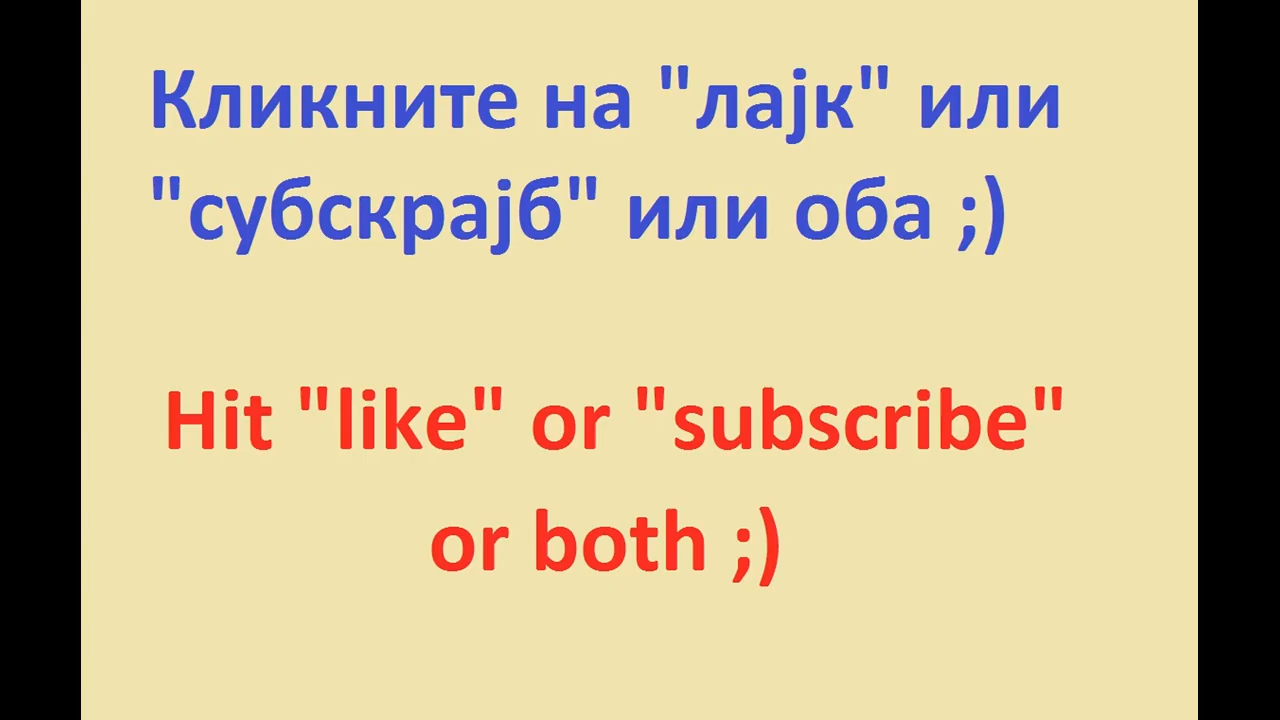 Кликните на "лајк" или
"субскрајб" или оба ;)
Hit "like" or "subscribe"
or both ;)